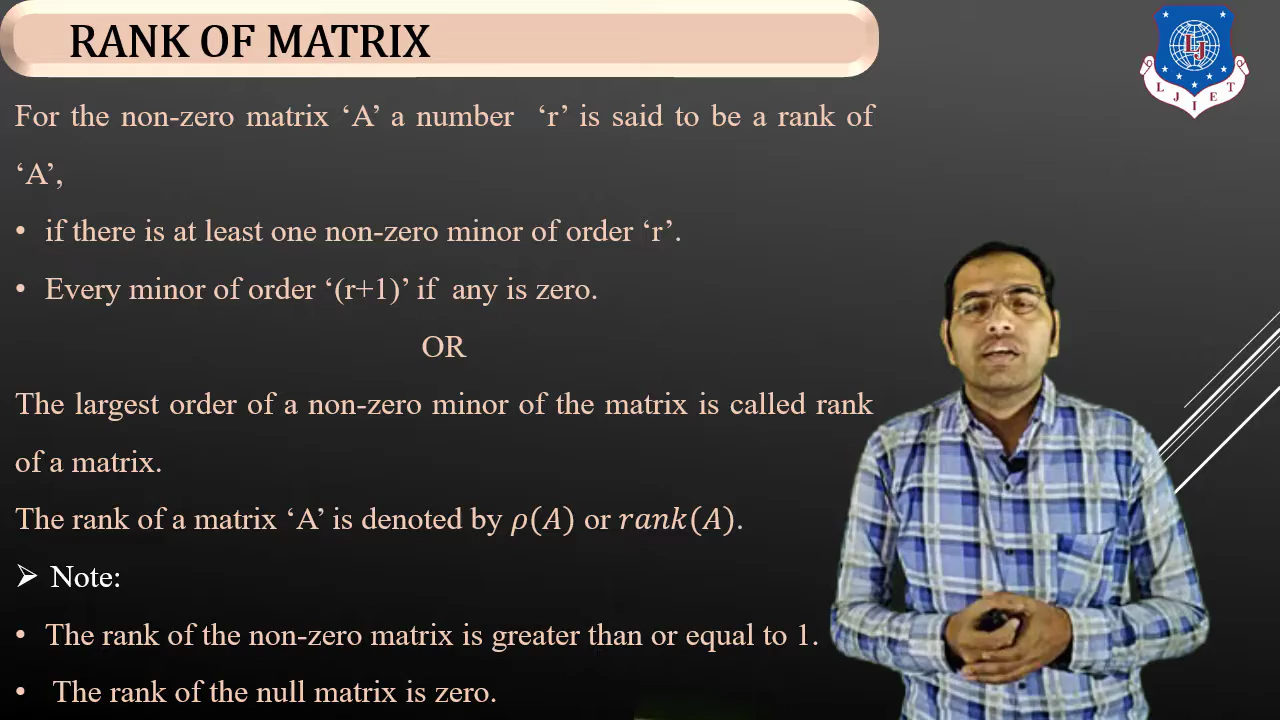 RANK OF MATRIX
For the non-zero matrix ‘A’ a number ‘r’ is said to be a rank of
‘A’,
• if there is at least one non-zero minor of order ‘r’.
• Every minor of order ‘(r+1)’ if any is zero.
OR
The largest order of a non-zero minor of the matrix is called rank
of a matrix.
The rank of a matrix ‘A’ is denoted by 𝜌(𝐴) or 𝑟𝑎𝑛𝑘(𝐴).
➢ Note:
• The rank of the non-zero matrix is greater than or equal to 1.
• The rank of the null matrix is zero.
LJ
LJIET